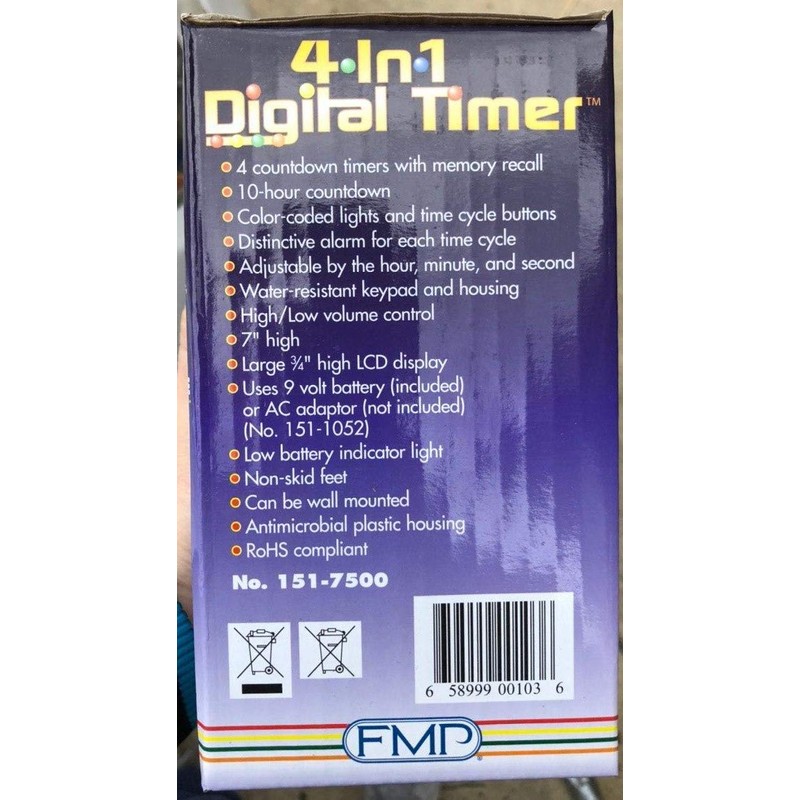 4•In•1
Digital Timer™
• 4 countdown timers with memory recall
• 10-hour countdown
• Color-coded lights and time cycle buttons
• Distinctive alarm for each time cycle
• Adjustable by the hour, minute, and second
• Water-resistant keypad and housing
• High/Low volume control
• 7" high
• Large ¾" high LCD display
• Uses 9 volt battery (included)
or AC adaptor (not included)
(No. 151-1052)
• Low battery indicator light
• Non-skid feet
• Can be wall mounted
• Antimicrobial plastic housing
• RoHS compliant
No. 151-7500
6 58999 00103 6
FMP®